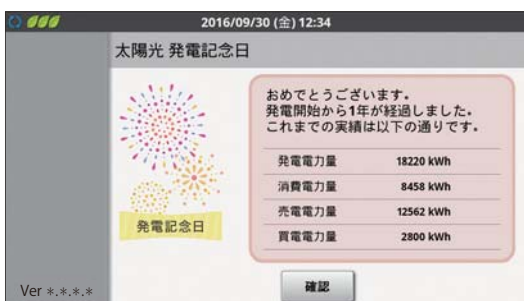 2016/09/30 (金) 12:34
太陽光 発電記念日
おめでとうございます。
発電開始から1年が経過しました。
これまでの実績は以下の通りです。
発電電力量 18220 kWh
消費電力量 8458 kWh
売電電力量 12562 kWh
買電電力量 2800 kWh
発電記念日
確認
Ver *.*.*.*